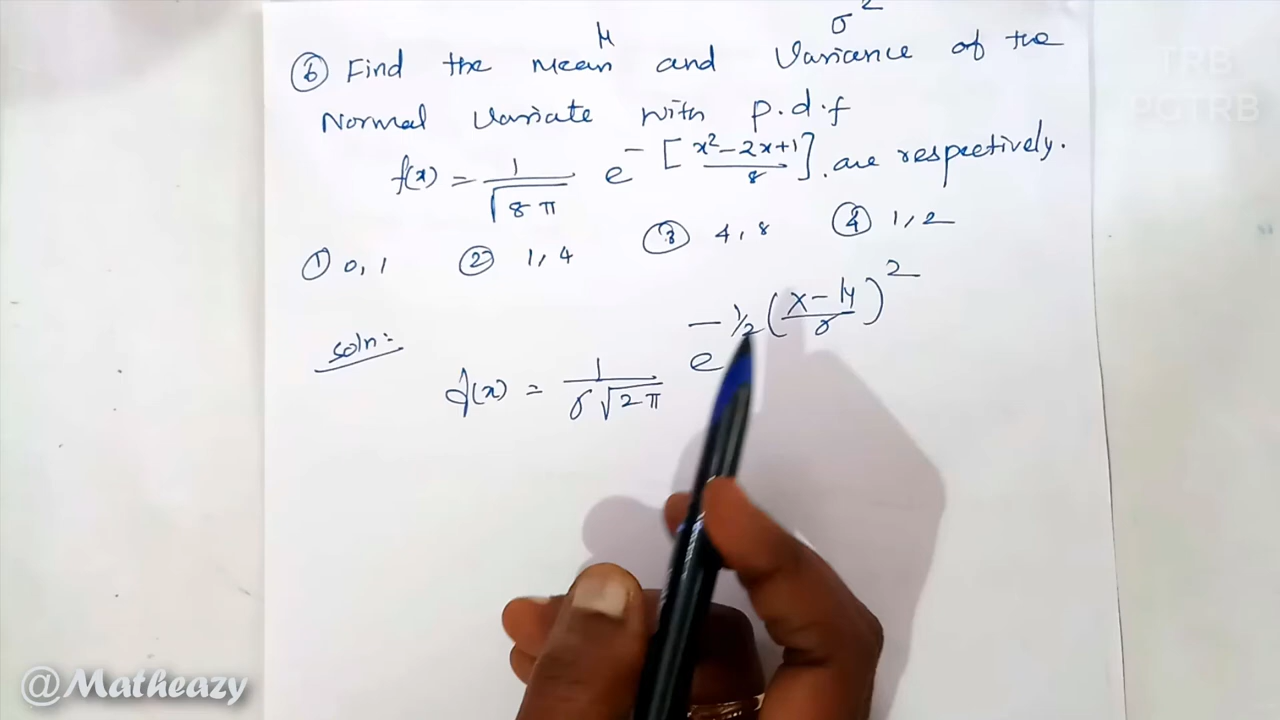 μ σ²
⑥ Find the Mean and Variance of the
Normal Variate with p.d.f
f(x) = 1/√8π e^-[x²-2x+1/8] are respectively.
① 0, 1 ② 1, 4 ③ 4, 8 ④ 1, 2
soln:
f(x) = 1/σ√2π e^-½(x-μ/σ)²
TRB
PGTRB
@Matheazy